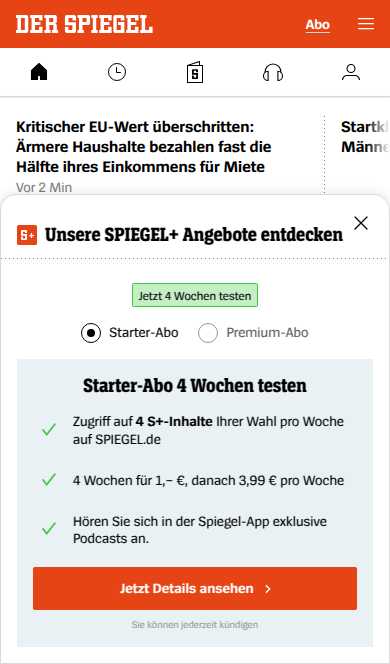 DER SPIEGEL
Abo
Kritischer EU-Wert überschritten:
Ärmere Haushalte bezahlen fast die
Hälfte ihres Einkommens für Miete
Vor 2 Min
Startkl
Männe
S+ Unsere SPIEGEL+ Angebote entdecken
Jetzt 4 Wochen testen
Starter-Abo
Premium-Abo
Starter-Abo 4 Wochen testen
Zugriff auf 4 S+-Inhalte Ihrer Wahl pro Woche
auf SPIEGEL.de
4 Wochen für 1,– €, danach 3,99 € pro Woche
Hören Sie sich in der Spiegel-App exklusive
Podcasts an.
Jetzt Details ansehen
Sie können jederzeit kündigen